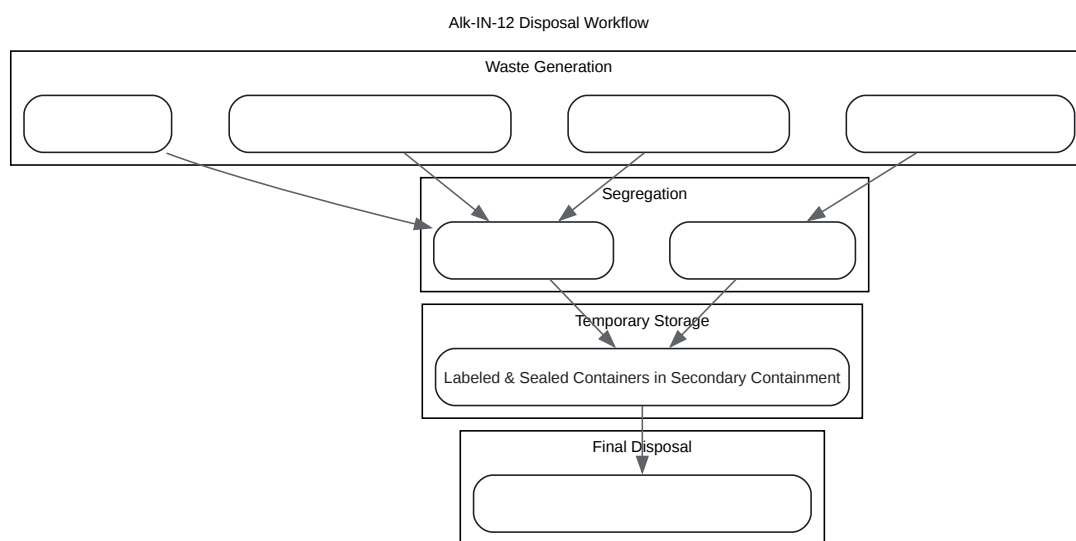 Alk-IN-12 Disposal Workflow
Waste Generation
Segregation
Temporary Storage
Labeled & Sealed Containers in Secondary Containment
Final Disposal